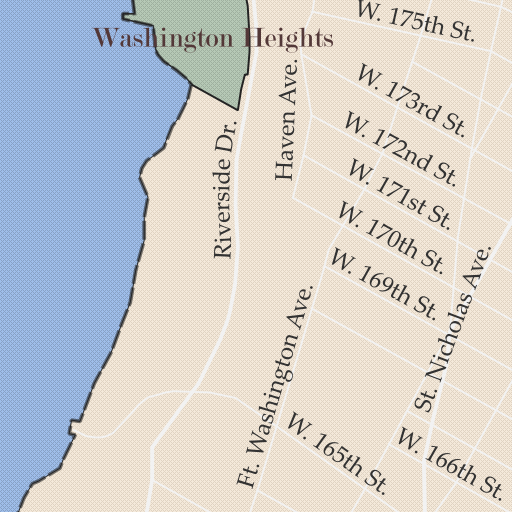 W. 175th St.
Washington Heights
W. 173rd St.
Haven Ave.
W. 172nd St.
Riverside Dr.
W. 171st St.
W. 170th St.
W. 169th St.
St. Nicholas Ave.
Ft. Washington Ave.
W. 165th St.
W. 166th St.